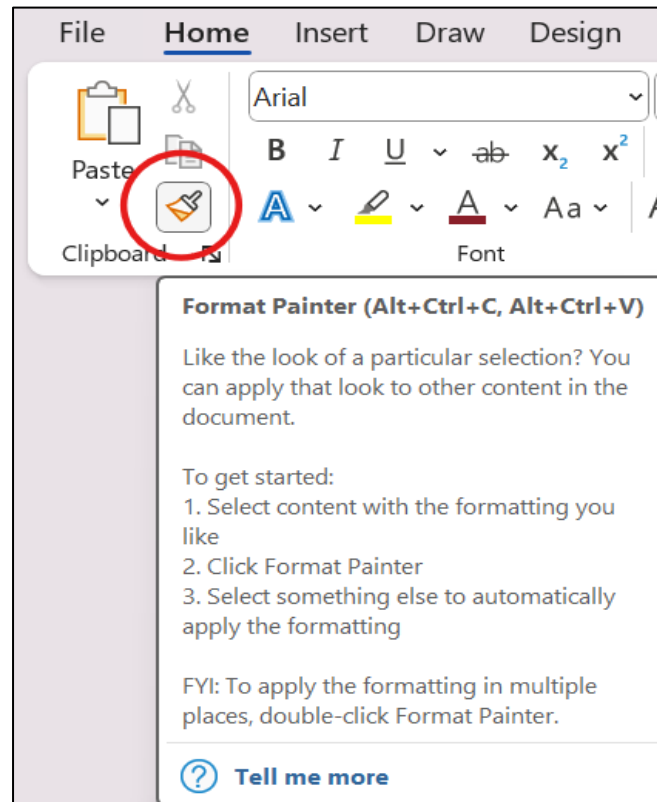 File Home Insert Draw Design
Arial
Paste
B I U ab x₂ x²
A A Aa
Clipboard Font
Format Painter (Alt+Ctrl+C, Alt+Ctrl+V)
Like the look of a particular selection? You
can apply that look to other content in the
document.
To get started:
1. Select content with the formatting you
like
2. Click Format Painter
3. Select something else to automatically
apply the formatting
FYI: To apply the formatting in multiple
places, double-click Format Painter.
? Tell me more